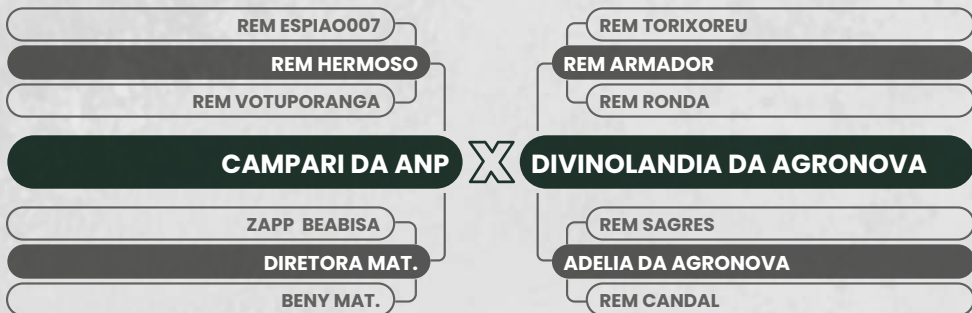 REM ESPIAO007
REM HERMOSO
REM VOTUPORANGA
CAMPARI DA ANP
ZAPP BEABISA
DIRETORA MAT.
BENY MAT.
X
REM TORIXOREU
REM ARMADOR
REM RONDA
DIVINOLANDIA DA AGRONOVA
REM SAGRES
ADELIA DA AGRONOVA
REM CANDAL